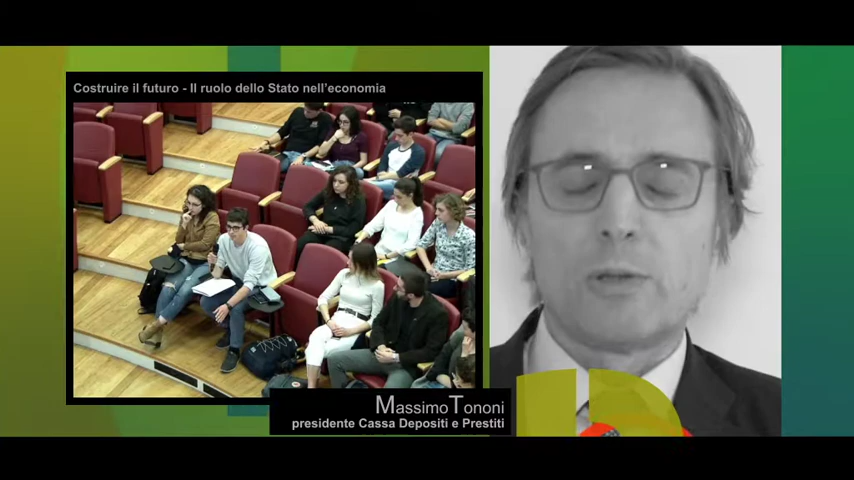 Costruire il futuro - Il ruolo dello Stato nell'economia
Massimo Tononi
presidente Cassa Depositi e Prestiti